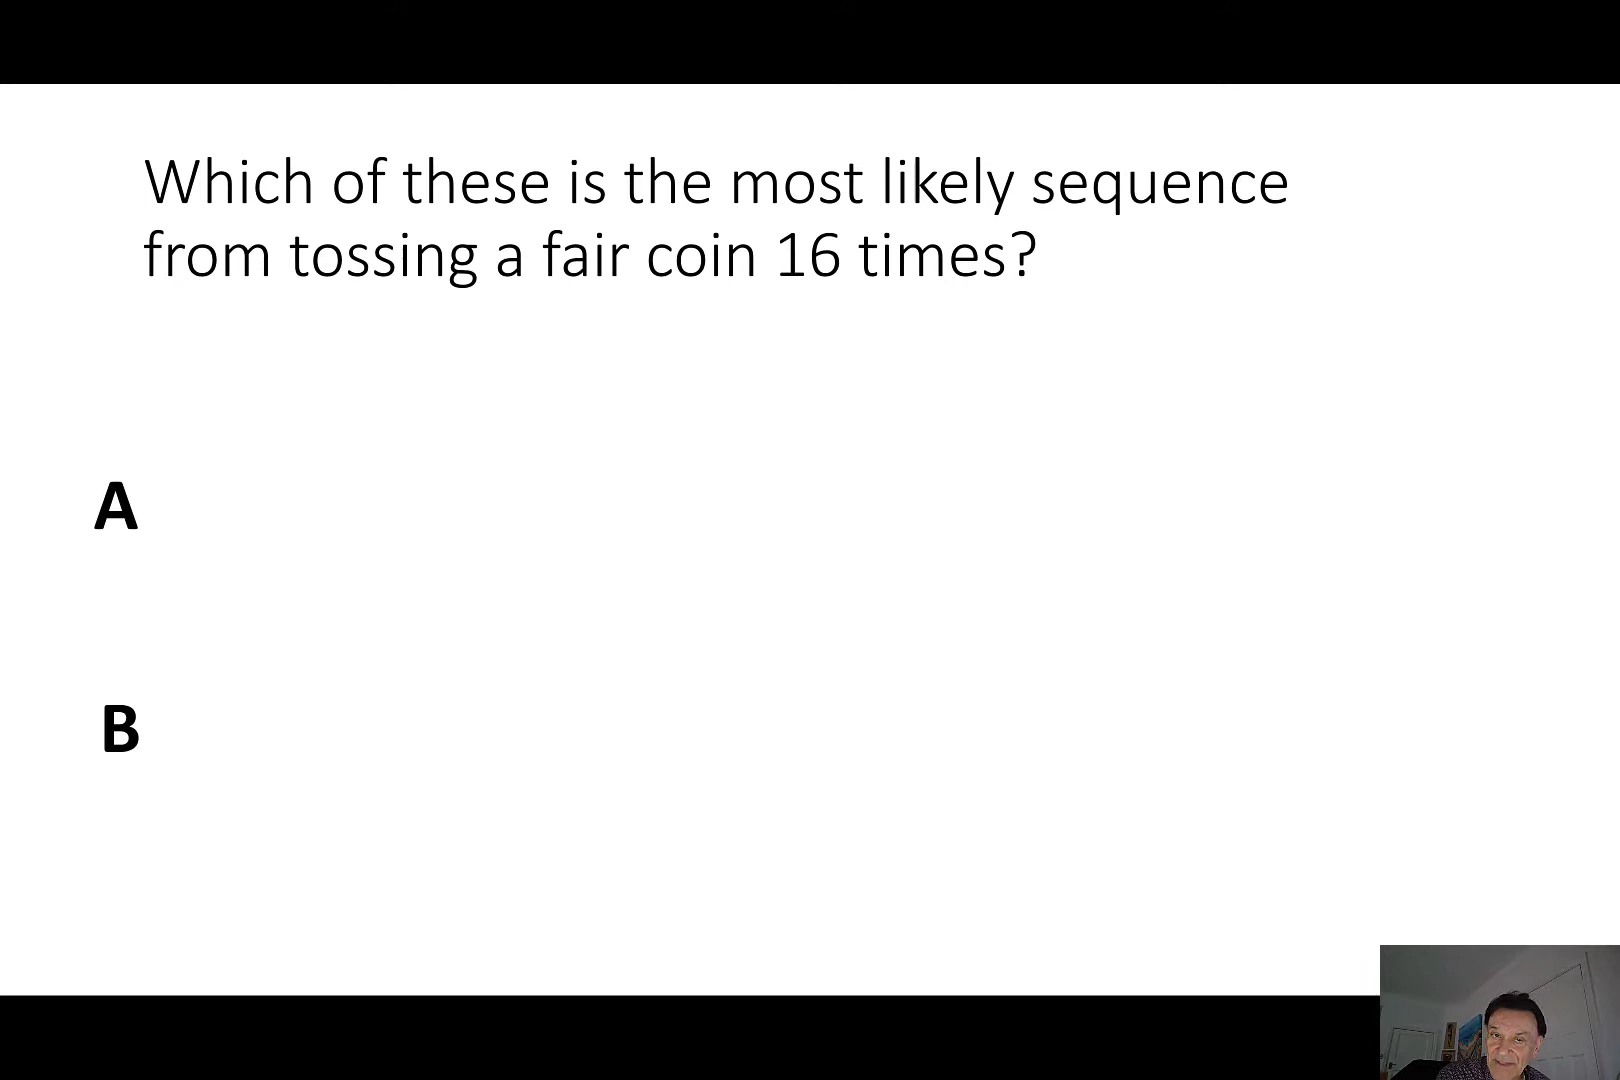 Which of these is the most likely sequence
from tossing a fair coin 16 times?
A
B